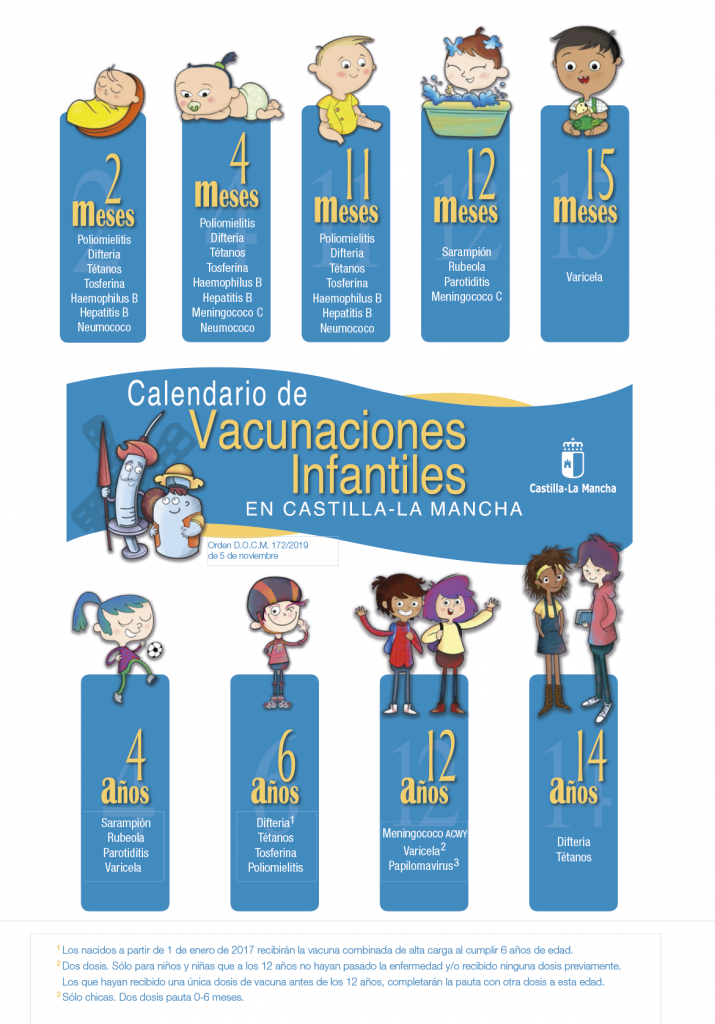 2
meses
Poliomielitis
Difteria
Tétanos
Tosferina
Haemophilus B
Hepatitis B
Neumococo
4
meses
Poliomielitis
Difteria
Tétanos
Tosferina
Haemophilus B
Hepatitis B
Meningococo C
Neumococo
11
meses
Poliomielitis
Difteria
Tétanos
Tosferina
Haemophilus B
Hepatitis B
Neumococo
12
meses
Sarampión
Rubeola
Parotiditis
Meningococo C
15
meses
Varicela
Calendario de
Vacunaciones
Infantiles
EN CASTILLA-LA MANCHA
Castilla-La Mancha
Orden D.O.C.M. 172/2019
de 5 de noviembre
4
años
Sarampión
Rubeola
Parotiditis
Varicela
6
años
Difteria¹
Tétanos
Tosferina
Poliomielitis
12
años
Meningococo ACWY
Varicela²
Papilomavirus³
14
años
Difteria
Tétanos
¹ Los nacidos a partir de 1 de enero de 2017 recibirán la vacuna combinada de alta carga al cumplir 6 años de edad.
² Dos dosis. Sólo para niños y niñas que a los 12 años no hayan pasado la enfermedad y/o recibido ninguna dosis previamente.
Los que hayan recibido una única dosis de vacuna antes de los 12 años, completarán la pauta con otra dosis a esta edad.
³ Sólo chicas. Dos dosis pauta 0-6 meses.